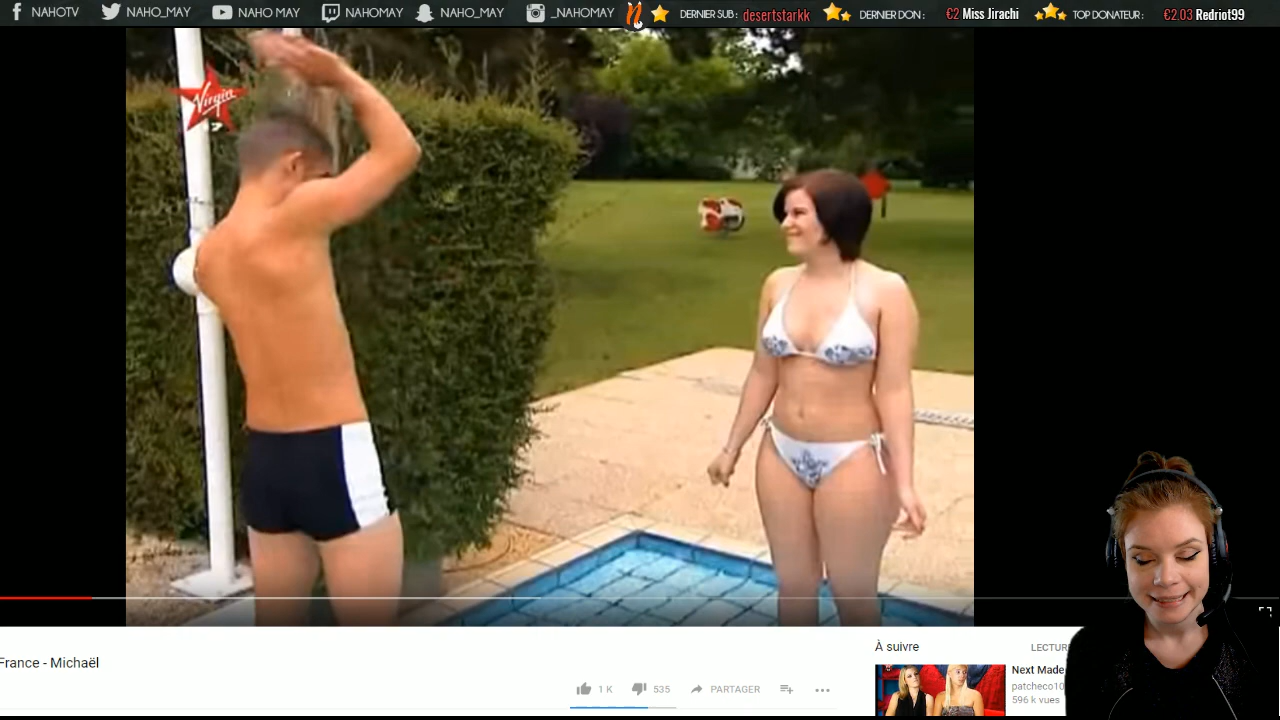 NAHOTV NAHO_MAY NAHO MAY NAHOMAY NAHO_MAY _NAHOMAY DERNIER SUB : desertstarkk DERNIER DON : €2 Miss Jirachi TOP DONATEUR : €2.03 Redriot99
Virgin
17
France - Michaël
1 K 535 PARTAGER
À suivre LECTUR
Next Made
patcheco10
596 k vues